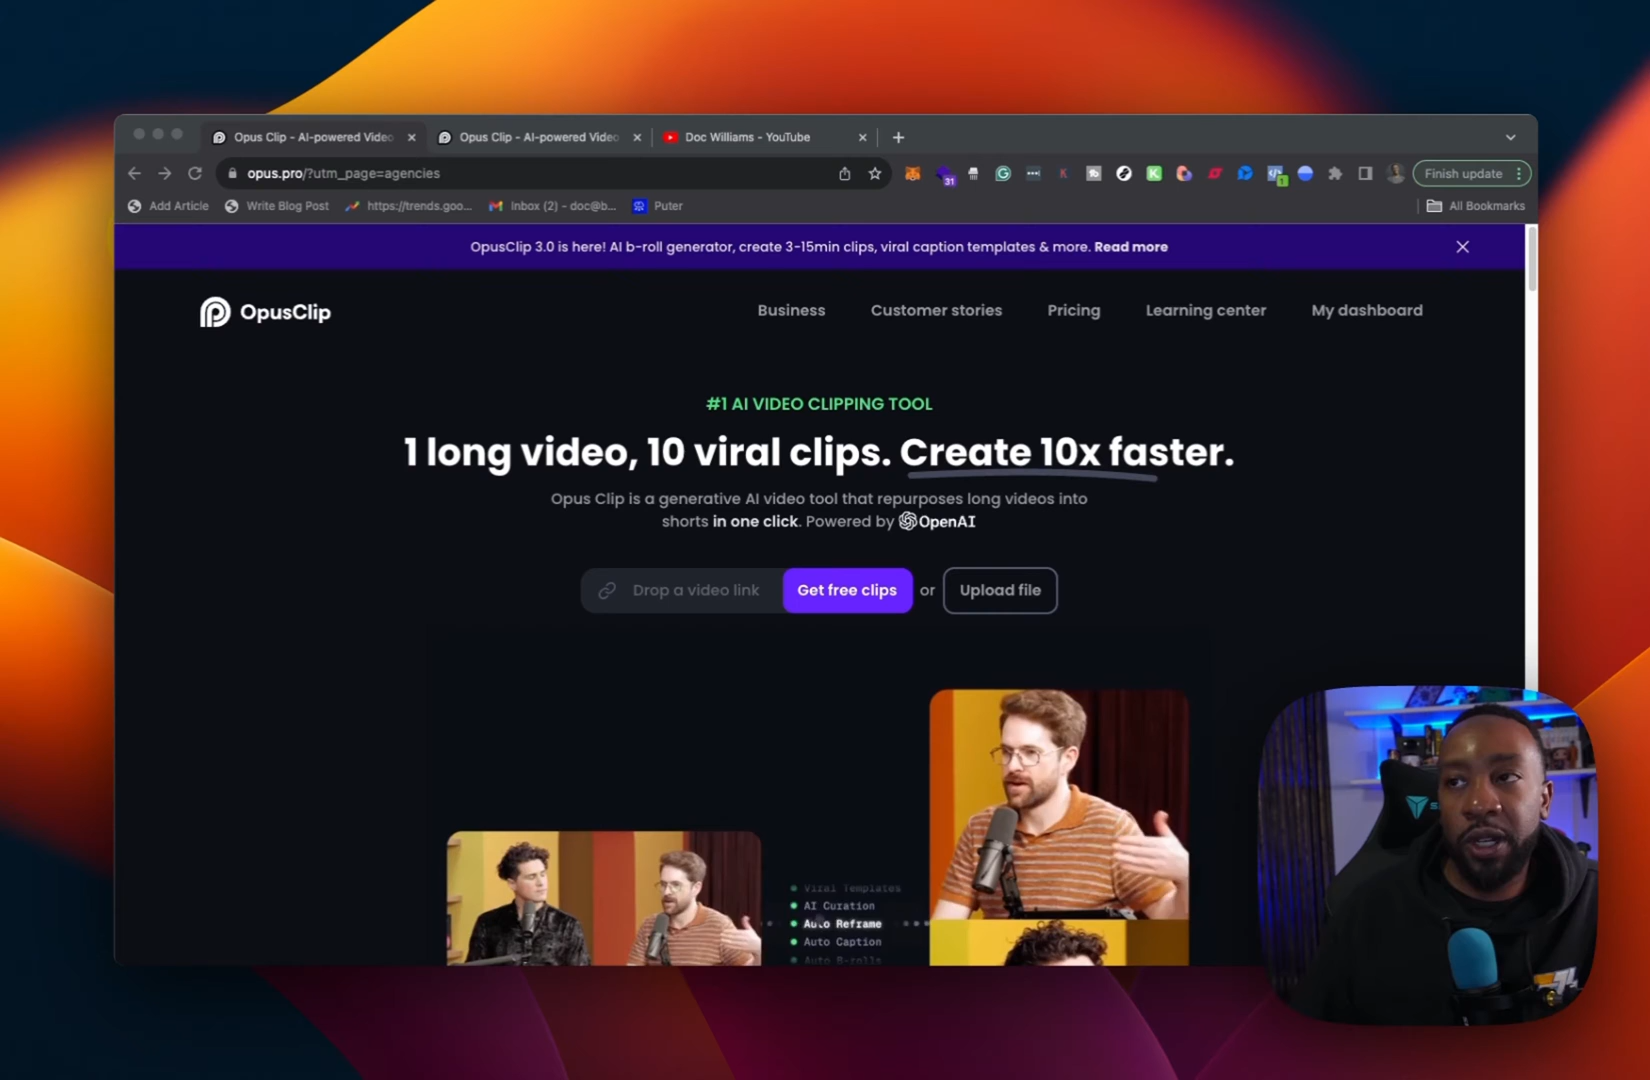 Opus Clip - AI-powered Video
Opus Clip - AI-powered Video
Doc Williams - YouTube
opus.pro/?utm_page=agencies
31
1
Finish update
Add Article
Write Blog Post
https://trends.goo...
Inbox (2) - doc@b...
Puter
All Bookmarks
OpusClip 3.0 is here! AI b-roll generator, create 3-15min clips, viral caption templates & more. Read more
OpusClip
Business
Customer stories
Pricing
Learning center
My dashboard
#1 AI VIDEO CLIPPING TOOL
1 long video, 10 viral clips. Create 10x faster.
Opus Clip is a generative AI video tool that repurposes long videos into
shorts in one click. Powered by OpenAI
Drop a video link
Get free clips
or
Upload file
Viral Templates
AI Curation
Auto Reframe
Auto Caption
Auto B-rolls